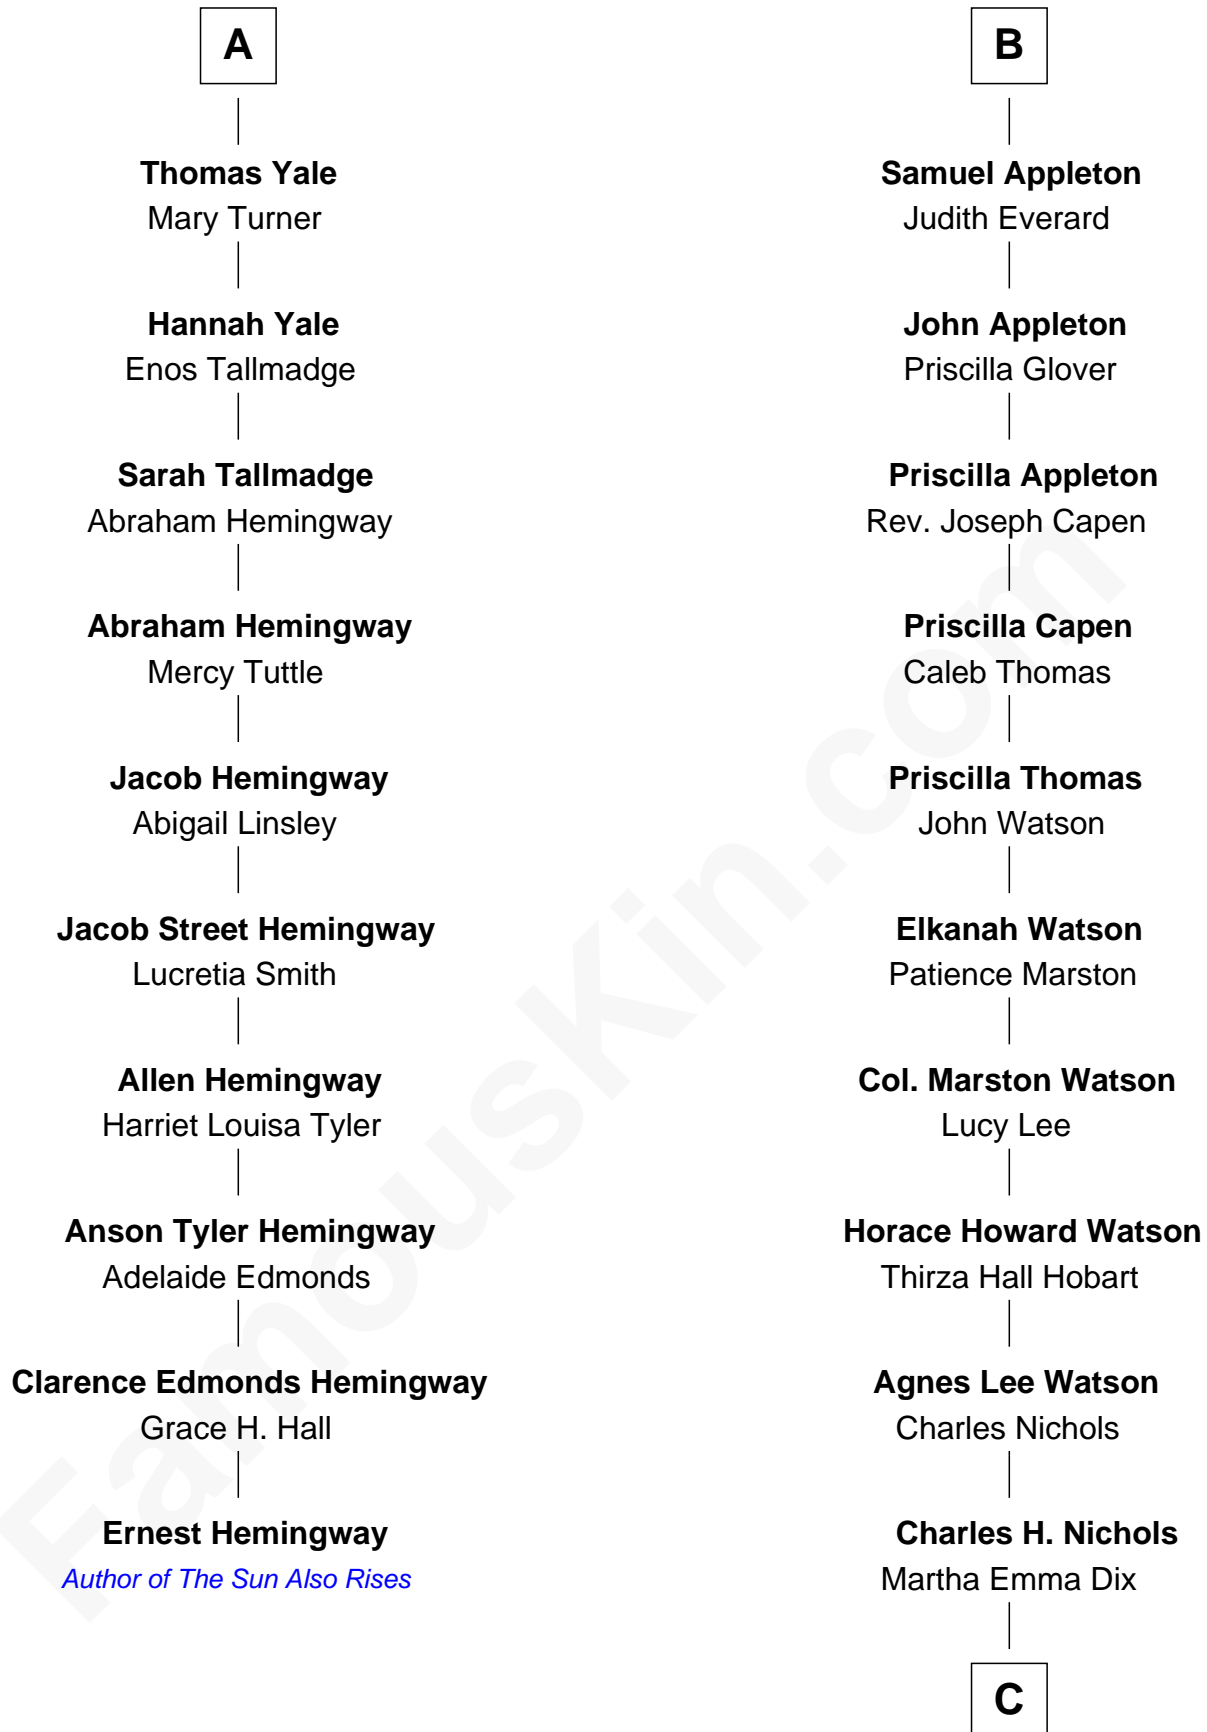 A
Thomas Yale
Mary Turner
Hannah Yale
Enos Tallmadge
Sarah Tallmadge
Abraham Hemingway
Abraham Hemingway
Mercy Tuttle
Jacob Hemingway
Abigail Linsley
Jacob Street Hemingway
Lucretia Smith
Allen Hemingway
Harriet Louisa Tyler
Anson Tyler Hemingway
Adelaide Edmonds
Clarence Edmonds Hemingway
Grace H. Hall
Ernest Hemingway
Author of The Sun Also Rises
B
Samuel Appleton
Judith Everard
John Appleton
Priscilla Glover
Priscilla Appleton
Rev. Joseph Capen
Priscilla Capen
Caleb Thomas
Priscilla Thomas
John Watson
Elkanah Watson
Patience Marston
Col. Marston Watson
Lucy Lee
Horace Howard Watson
Thirza Hall Hobart
Agnes Lee Watson
Charles Nichols
Charles H. Nichols
Martha Emma Dix
C
FamousKin.com